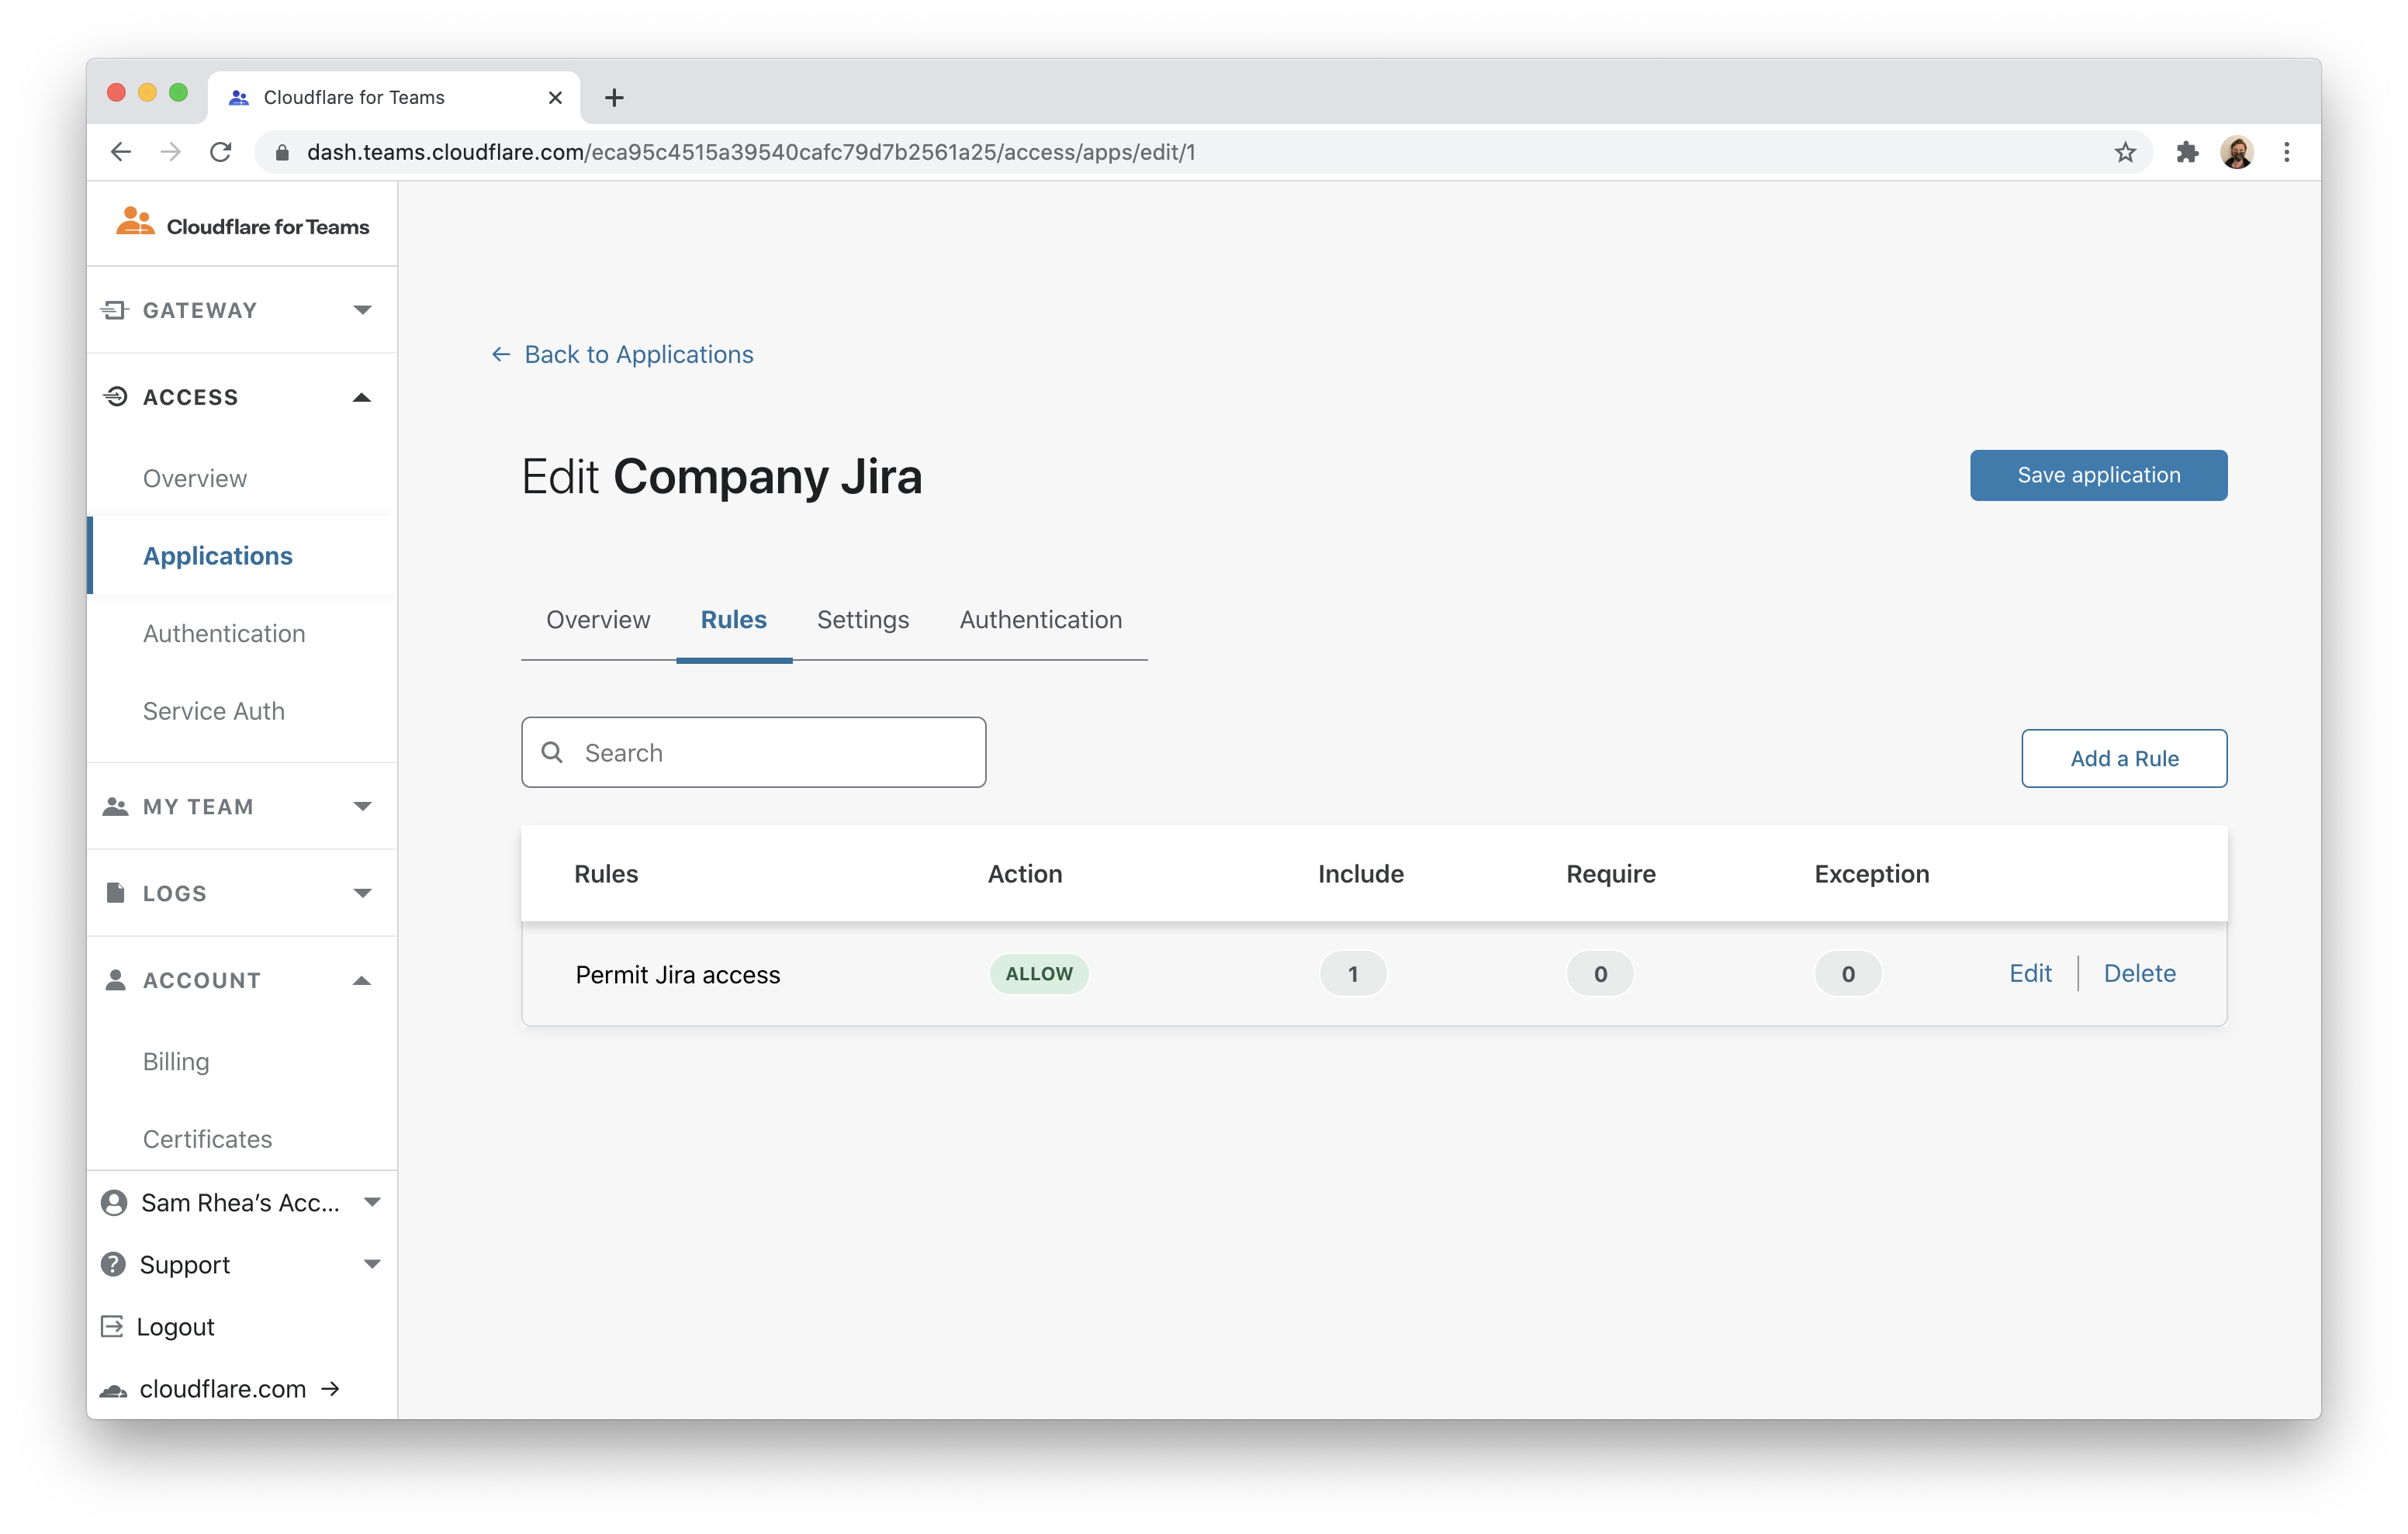 Cloudflare for Teams
dash.teams.cloudflare.com/eca95c4515a39540cafc79d7b2561a25/access/apps/edit/1
Cloudflare for Teams
GATEWAY
ACCESS
Overview
Applications
Authentication
Service Auth
MY TEAM
LOGS
ACCOUNT
Billing
Certificates
Sam Rhea’s Acc...
Support
Logout
cloudflare.com →
← Back to Applications
Edit Company Jira
Save application
Overview Rules Settings Authentication
Search
Add a Rule
Rules Action Include Require Exception
Permit Jira access ALLOW 1 0 0 Edit Delete